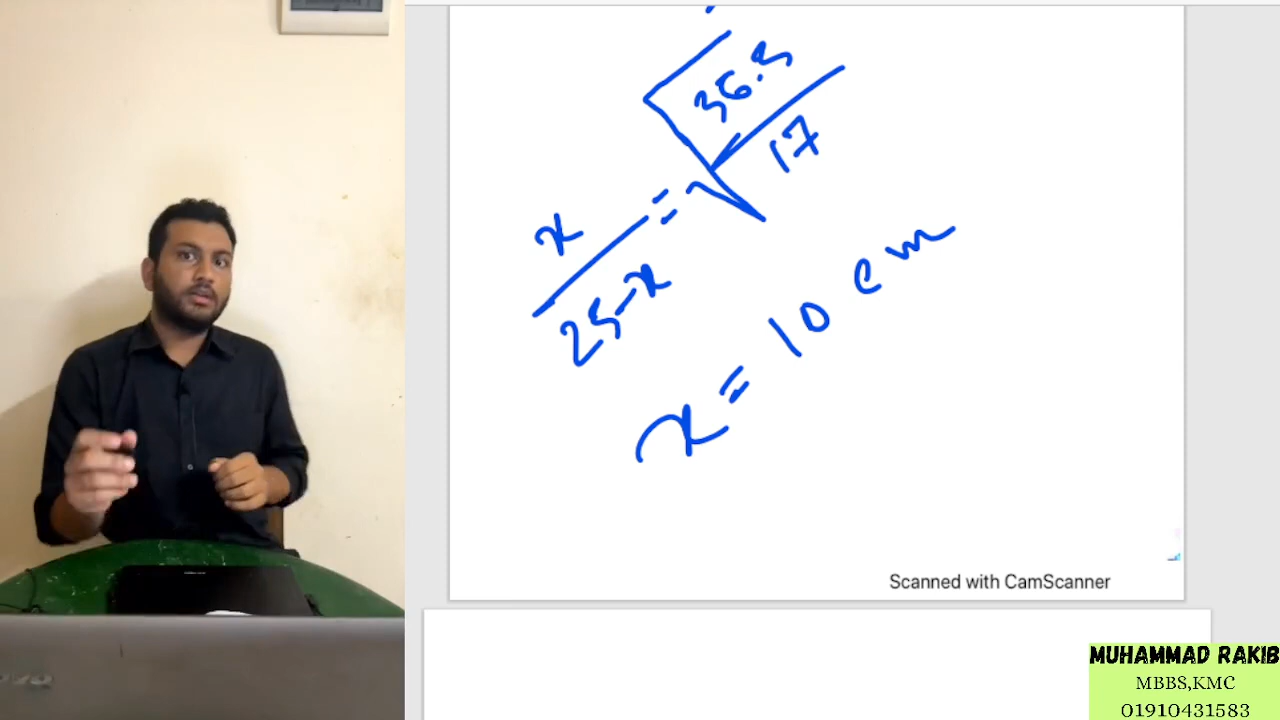 x / 25-x = √ 36.5 / 17
x = 10 cm
Scanned with CamScanner
MUHAMMAD RAKIB
MBBS,KMC
01910431583